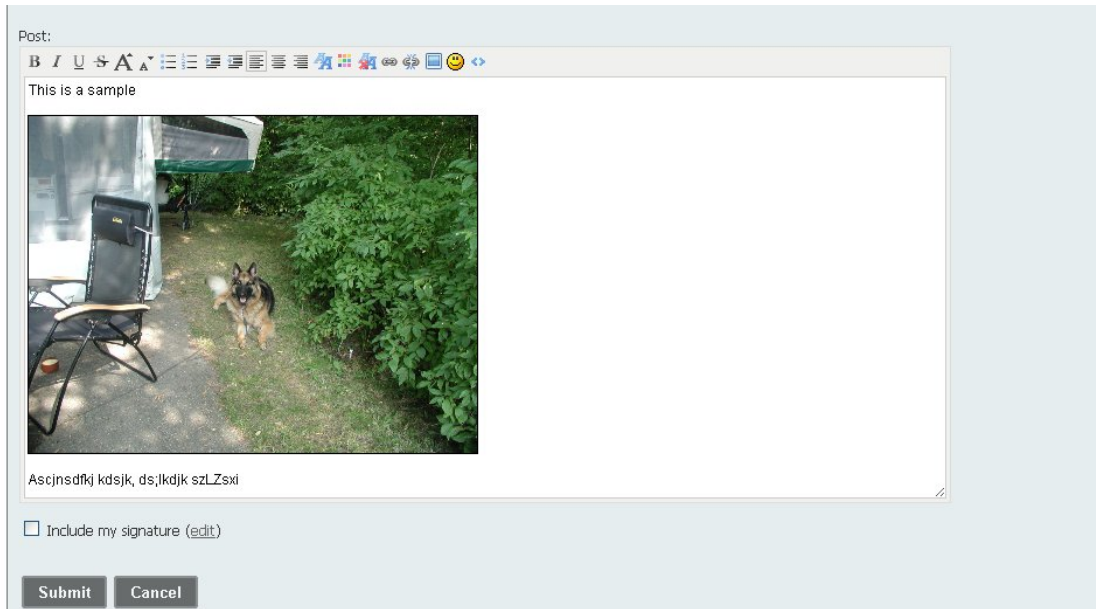 Post:
B I U S A A
This is a sample
Ascjnsdfkj kdsjk, ds;lkdjk szLZsxi
Include my signature (edit)
Submit Cancel